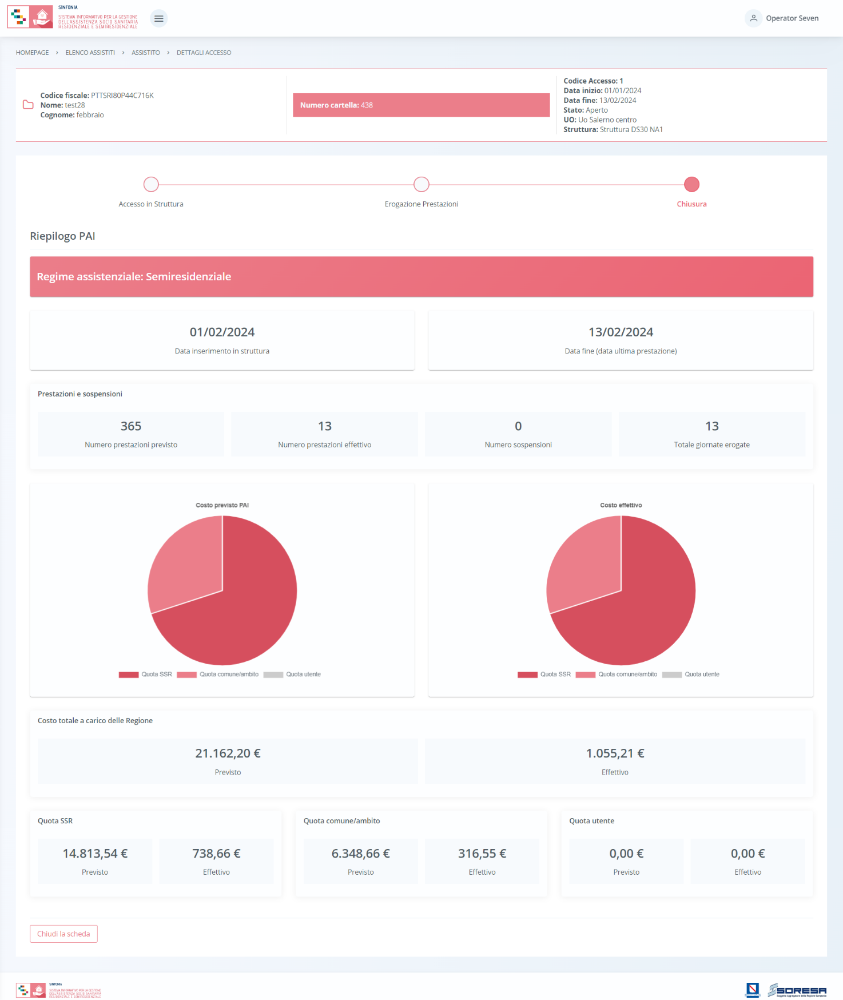 SINFONIA
SISTEMA INFORMATIVO PER LA GESTIONE
DELL'ASSISTENZA SOCIO SANITARIA
RESIDENZIALE E SEMIRESIDENZIALE
Operator Seven
HOMEPAGE > ELENCO ASSISTITI > ASSISTITO > DETTAGLI ACCESSO
Codice fiscale: PTTSRI80P44C716K
Nome: test28
Cognome: febbraio
Numero cartella: 438
Codice Accesso: 1
Data inizio: 01/01/2024
Data fine: 13/02/2024
Stato: Aperto
UO: Uo Salerno centro
Struttura: Struttura DS30 NA1
Accesso in Struttura
Erogazione Prestazioni
Chiusura
Riepilogo PAI
Regime assistenziale: Semiresidenziale
01/02/2024
Data inserimento in struttura
13/02/2024
Data fine (data ultima prestazione)
Prestazioni e sospensioni
365
Numero prestazioni previsto
13
Numero prestazioni effettivo
0
Numero sospensioni
13
Totale giornate erogate
Costo previsto PAI
Quota SSR Quota comune/ambito Quota utente
Costo effettivo
Quota SSR Quota comune/ambito Quota utente
Costo totale a carico delle Regione
21.162,20 €
Previsto
1.055,21 €
Effettivo
Quota SSR
14.813,54 €
Previsto
738,66 €
Effettivo
Quota comune/ambito
6.348,66 €
Previsto
316,55 €
Effettivo
Quota utente
0,00 €
Previsto
0,00 €
Effettivo
Chiudi la scheda
SINFONIA
SISTEMA INFORMATIVO PER LA GESTIONE
DELL'ASSISTENZA SOCIO SANITARIA
RESIDENZIALE E SEMIRESIDENZIALE
SORESA
Soggetto Aggregatore della Regione Campania